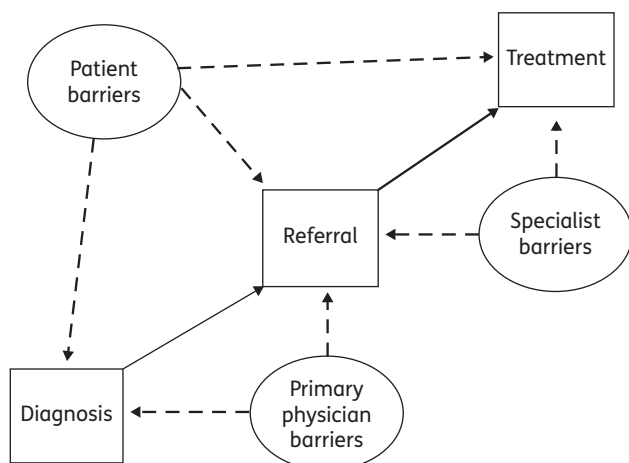 Patient
barriers
Treatment
Referral
Specialist
barriers
Diagnosis
Primary
physician
barriers